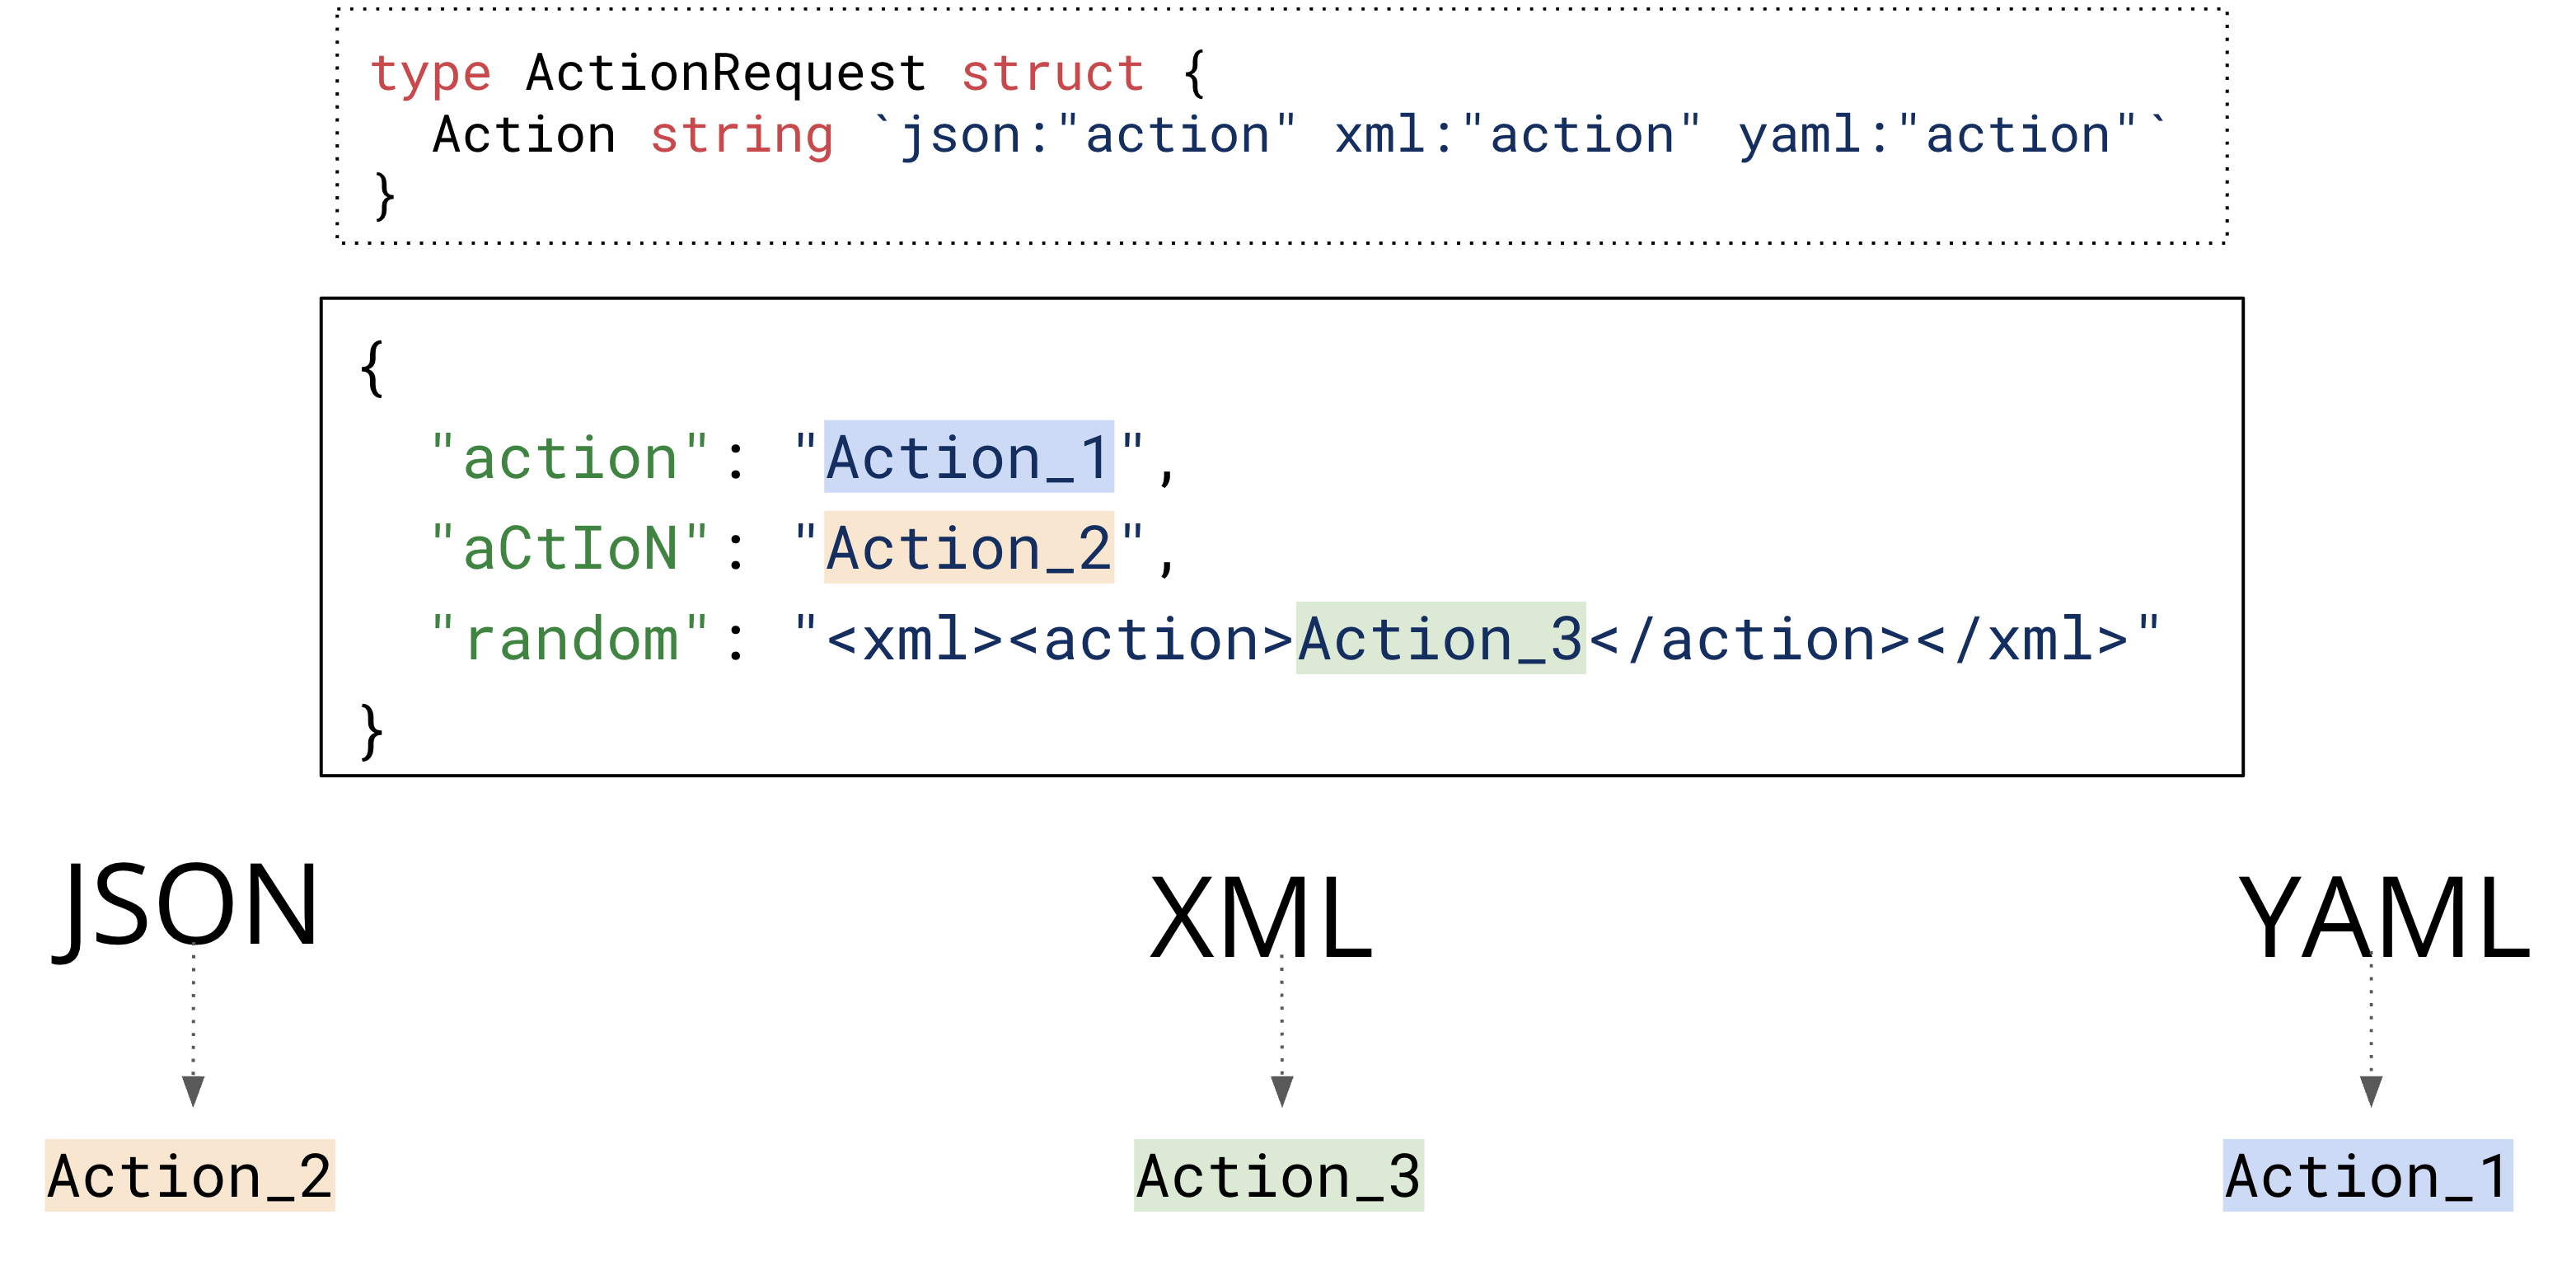 type ActionRequest struct {
  Action string `json:"action" xml:"action" yaml:"action"`
}
{
  "action": "Action_1",
  "aCtIoN": "Action_2",
  "random": "<xml><action>Action_3</action></xml>"
}
JSON XML YAML
Action_2 Action_3 Action_1